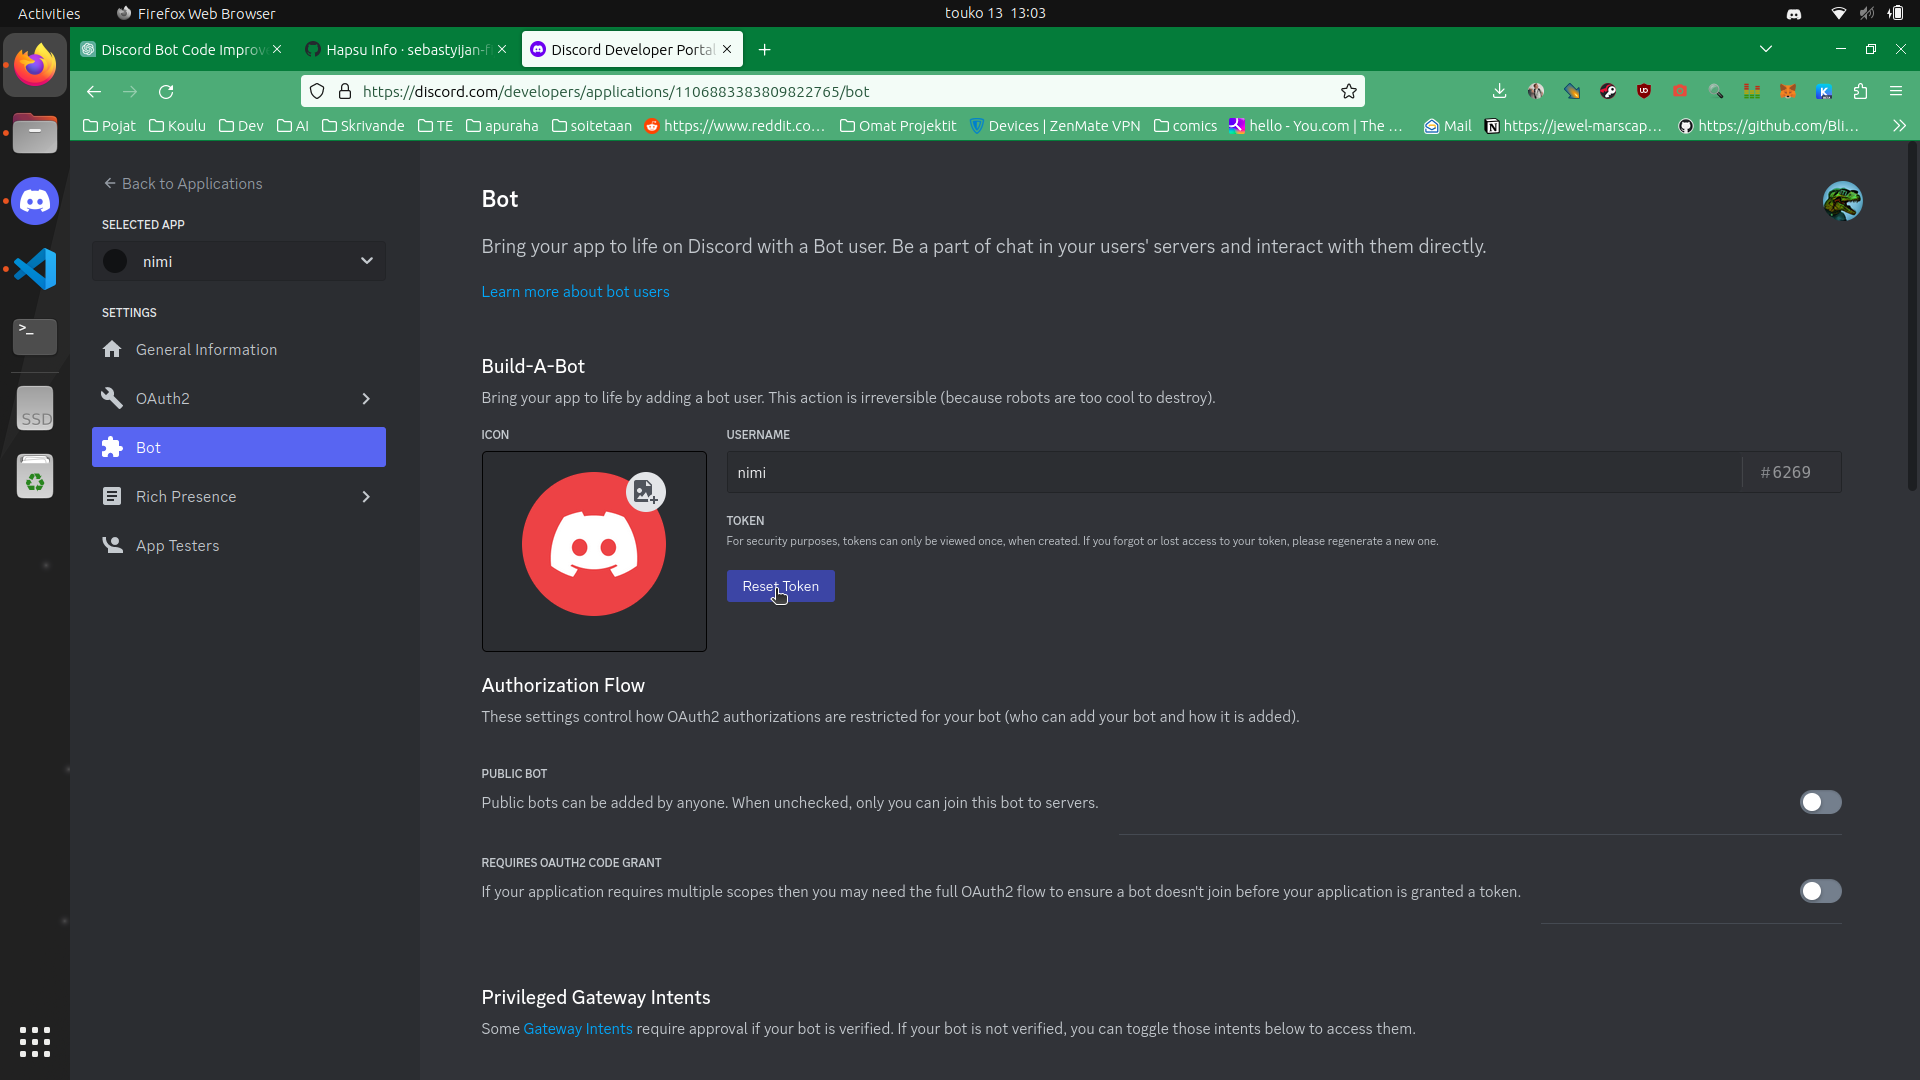 Activities
Firefox Web Browser
touko 13 13:03
Discord Bot Code Improv
Hapsu Info · sebastyijan-f
Discord Developer Portal
https://discord.com/developers/applications/1106883383809822765/bot
Pojat
Koulu
Dev
AI
Skrivande
TE
apuraha
soitetaan
https://www.reddit.co...
Omat Projektit
Devices | ZenMate VPN
comics
hello - You.com | The ...
Mail
https://jewel-marscap...
https://github.com/Bli...
SSD
Back to Applications
SELECTED APP
nimi
SETTINGS
General Information
OAuth2
Bot
Rich Presence
App Testers
Bot
Bring your app to life on Discord with a Bot user. Be a part of chat in your users' servers and interact with them directly.
Learn more about bot users
Build-A-Bot
Bring your app to life by adding a bot user. This action is irreversible (because robots are too cool to destroy).
ICON
USERNAME
nimi
#6269
TOKEN
For security purposes, tokens can only be viewed once, when created. If you forgot or lost access to your token, please regenerate a new one.
Reset Token
Authorization Flow
These settings control how OAuth2 authorizations are restricted for your bot (who can add your bot and how it is added).
PUBLIC BOT
Public bots can be added by anyone. When unchecked, only you can join this bot to servers.
REQUIRES OAUTH2 CODE GRANT
If your application requires multiple scopes then you may need the full OAuth2 flow to ensure a bot doesn't join before your application is granted a token.
Privileged Gateway Intents
Some Gateway Intents require approval if your bot is verified. If your bot is not verified, you can toggle those intents below to access them.